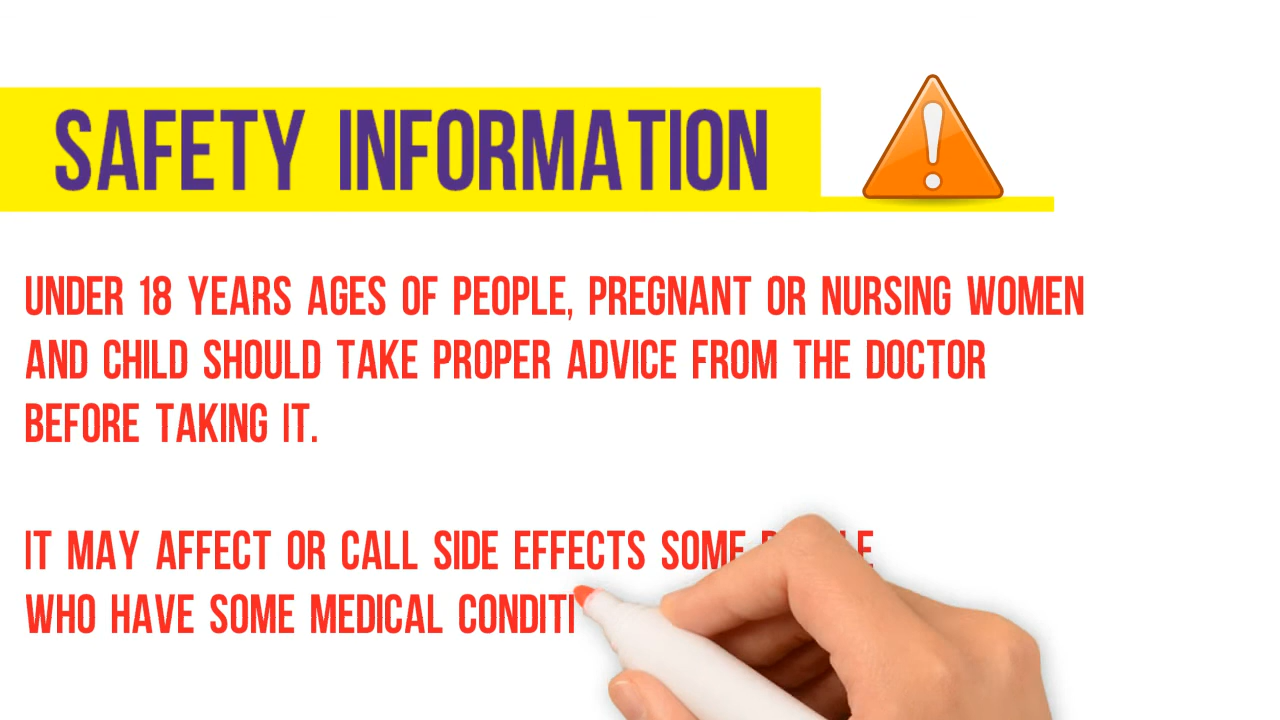 SAFETY INFORMATION
UNDER 18 YEARS AGES OF PEOPLE, PREGNANT OR NURSING WOMEN
AND CHILD SHOULD TAKE PROPER ADVICE FROM THE DOCTOR
BEFORE TAKING IT.
IT MAY AFFECT OR CALL SIDE EFFECTS SOME
WHO HAVE SOME MEDICAL CONDITI